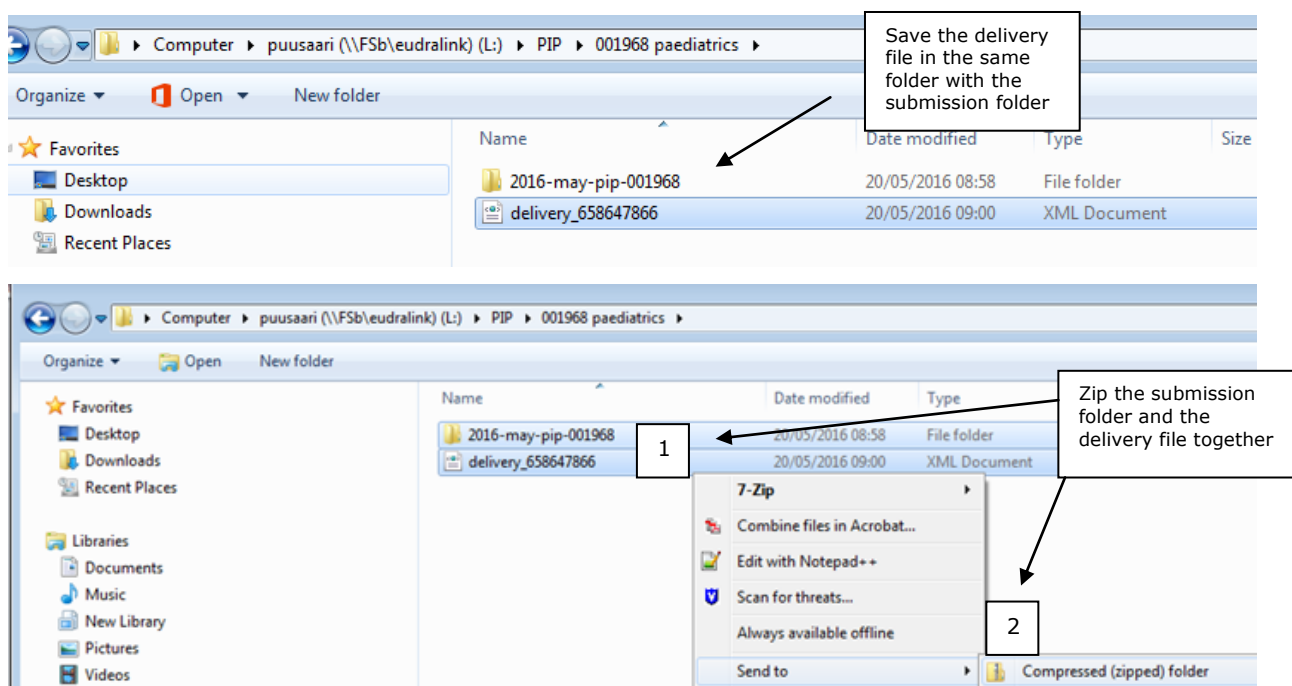 Computer ▸ puusaari (\\FSb\eudralink) (L:) ▸ PIP ▸ 001968 paediatrics ▸
Save the delivery
file in the same
folder with the
submission folder
Organize Open New folder
Name Date modified Type Size
Favorites
Desktop
Downloads
Recent Places
2016-may-pip-001968 20/05/2016 08:58 File folder
delivery_658647866 20/05/2016 09:00 XML Document
Computer ▸ puusaari (\\FSb\eudralink) (L:) ▸ PIP ▸ 001968 paediatrics ▸
Organize Open New folder
Name Date modified Type
Zip the submission
folder and the
delivery file together
Favorites
Desktop
Downloads
Recent Places
2016-may-pip-001968 20/05/2016 08:58 File folder
delivery_658647866 20/05/2016 09:00 XML Document
1
Libraries
Documents
Music
New Library
Pictures
Videos
7-Zip
Combine files in Acrobat...
Edit with Notepad++
Scan for threats...
Always available offline
Send to
2
Compressed (zipped) folder